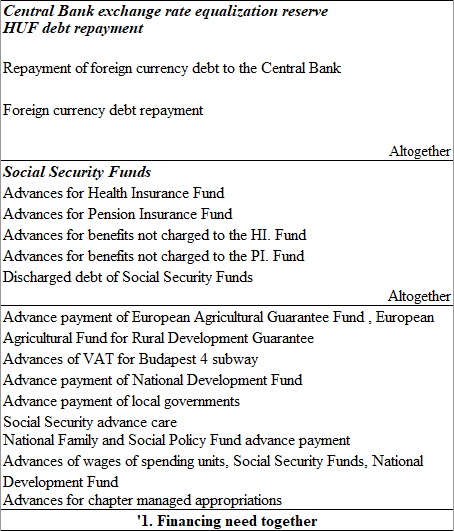 Central Bank exchange rate equalization reserve
HUF debt repayment
Repayment of foreign currency debt to the Central Bank
Foreign currency debt repayment
Altogether
Social Security Funds
Advances for Health Insurance Fund
Advances for Pension Insurance Fund
Advances for benefits not charged to the HI. Fund
Advances for benefits not charged to the PI. Fund
Discharged debt of Social Security Funds
Altogether
Advance payment of European Agricultural Guarantee Fund , European
Agricultural Fund for Rural Development Guarantee
Advances of VAT for Budapest 4 subway
Advance payment of National Development Fund
Advance payment of local governments
Social Security advance care
National Family and Social Policy Fund advance payment
Advances of wages of spending units, Social Security Funds, National
Development Fund
Advances for chapter managed appropriations
'1. Financing need together